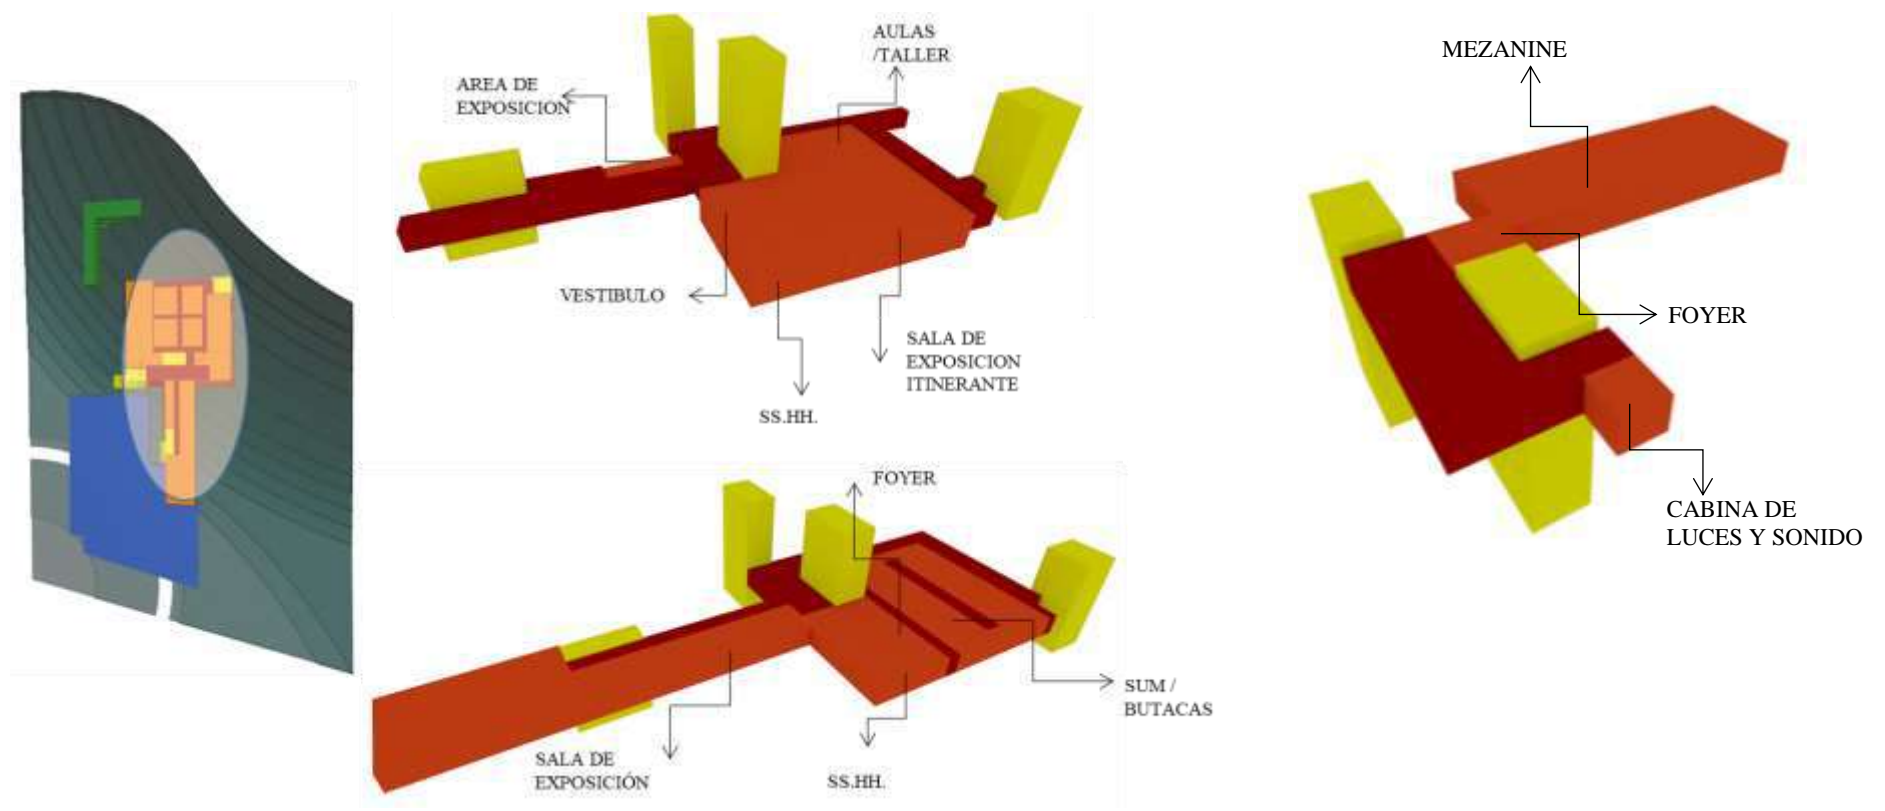 AULAS
/TALLER
AREA DE
EXPOSICION
VESTIBULO
SALA DE
EXPOSICION
ITINERANTE
SS.HH.
FOYER
SUM /
BUTACAS
SALA DE
EXPOSICIÓN
SS.HH.
MEZANINE
FOYER
CABINA DE
LUCES Y SONIDO